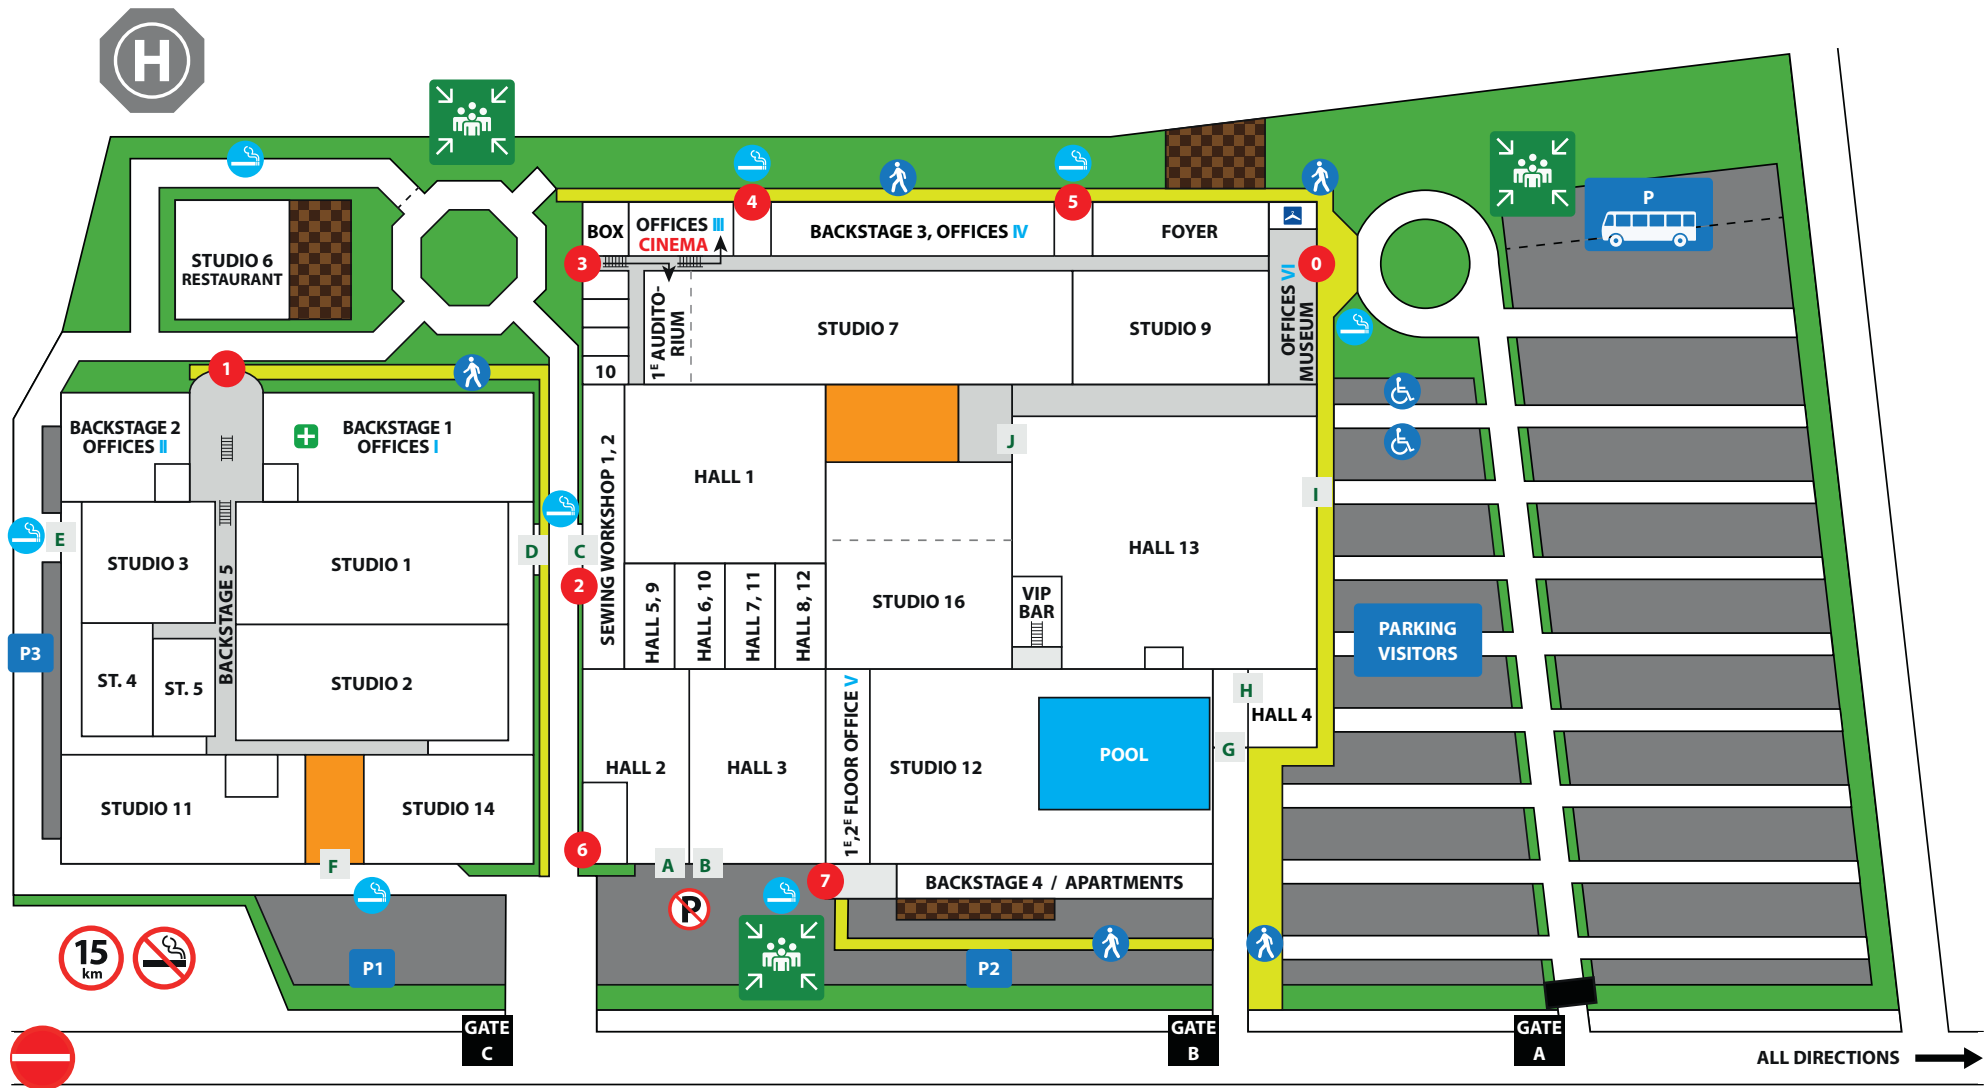 H
P
STUDIO 6
RESTAURANT
4
5
BOX
OFFICES III
CINEMA
BACKSTAGE 3, OFFICES IV
FOYER
3
0
1E AUDITO-
RIUM
STUDIO 7
STUDIO 9
OFFICES VI
MUSEUM
10
1
BACKSTAGE 2
OFFICES II
BACKSTAGE 1
OFFICES I
SEWING WORKSHOP 1, 2
HALL 1
J
I
E
STUDIO 3
BACKSTAGE 5
STUDIO 1
D
C
2
HALL 13
HALL 5, 9
HALL 6, 10
HALL 7, 11
HALL 8, 12
STUDIO 16
VIP
BAR
PARKING
VISITORS
P3
ST. 4
ST. 5
STUDIO 2
H
HALL 4
G
HALL 2
HALL 3
1E,2E FLOOR OFFICE V
STUDIO 12
POOL
STUDIO 11
STUDIO 14
F
6
A
B
7
BACKSTAGE 4 / APARTMENTS
P
15
km
P1
P2
GATE
C
GATE
B
GATE
A
ALL DIRECTIONS